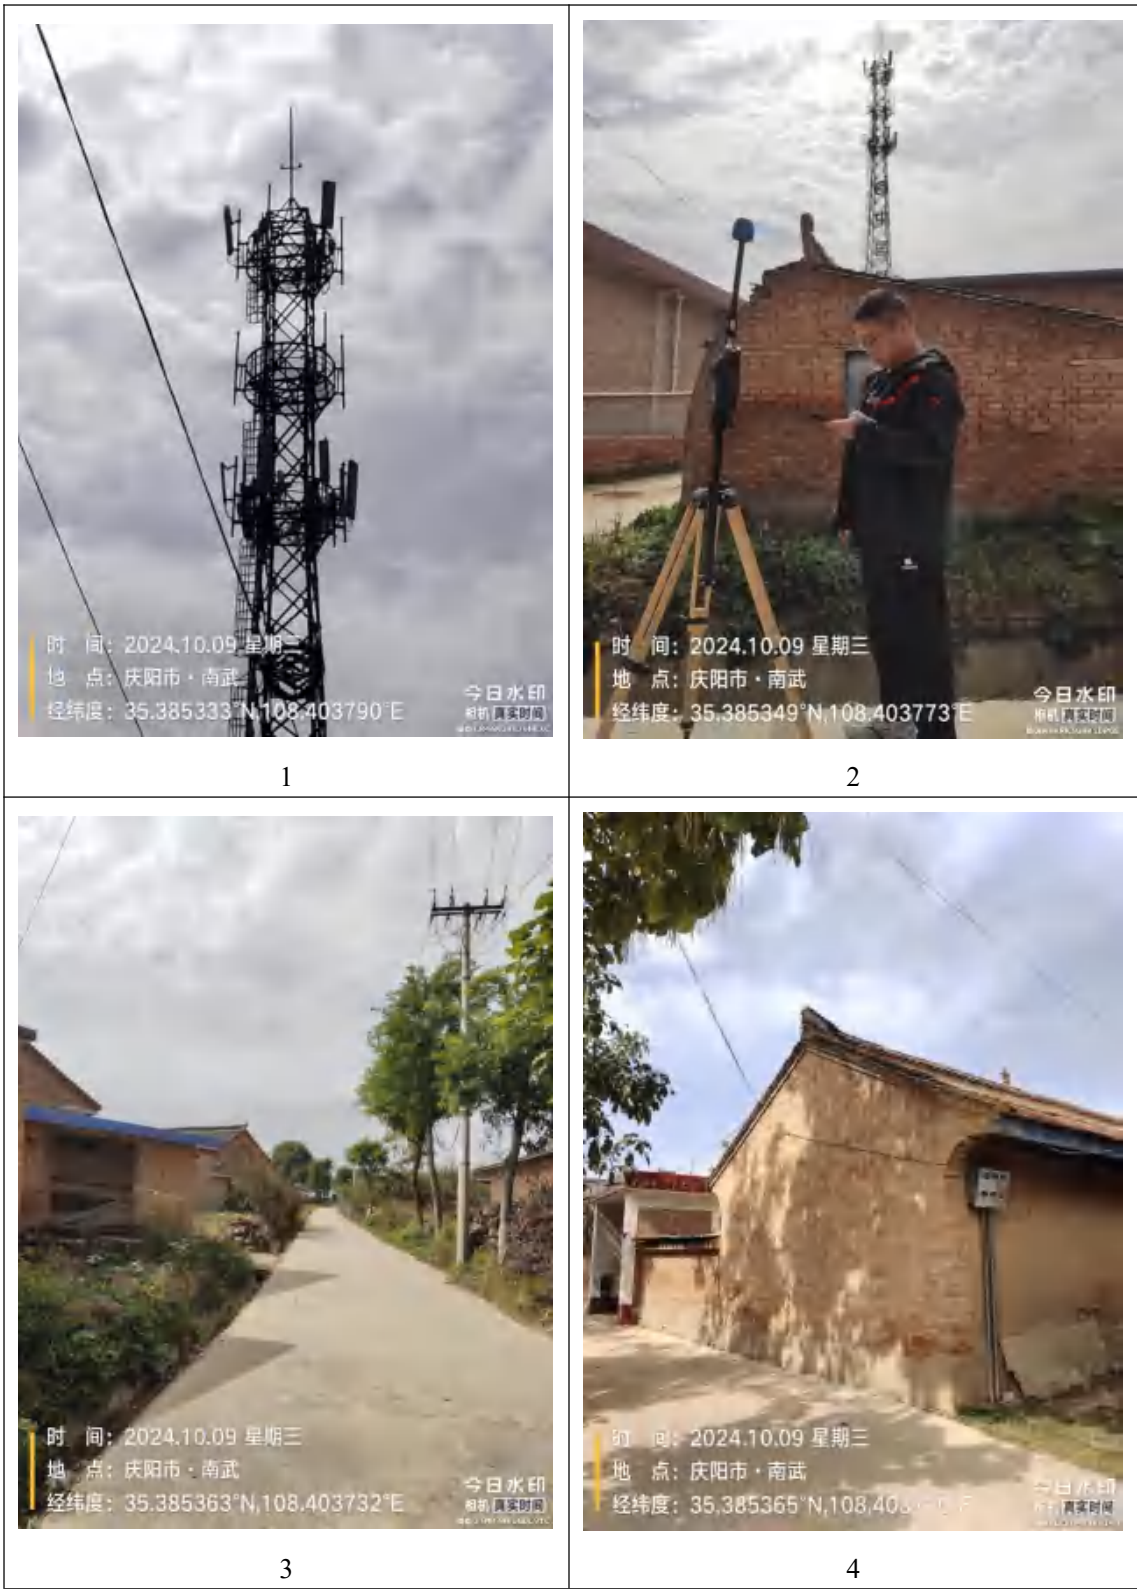 时 间：2024.10.09 星期三
地 点：庆阳市·南武
经纬度：35.385333°N,108.403790°E
今日水印
相机 真实时间
1
时 间：2024.10.09 星期三
地 点：庆阳市·南武
经纬度：35.385349°N,108.403773°E
今日水印
相机 真实时间
2
时 间：2024.10.09 星期三
地 点：庆阳市·南武
经纬度：35.385363°N,108.403732°E
今日水印
相机 真实时间
3
时 间：2024.10.09 星期三
地 点：庆阳市·南武
经纬度：35.385365°N
今日水印
相机 真实时间
4